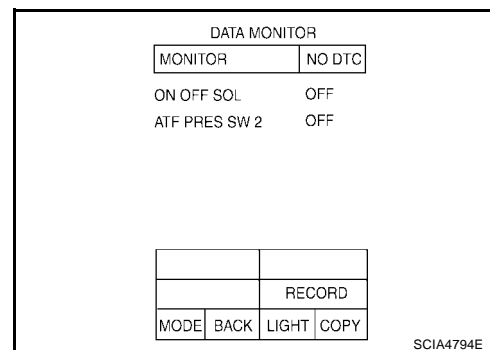 DATA MONITOR
MONITOR NO DTC
ON OFF SOL OFF
ATF PRES SW 2 OFF
RECORD
MODE BACK LIGHT COPY
SCIA4794E